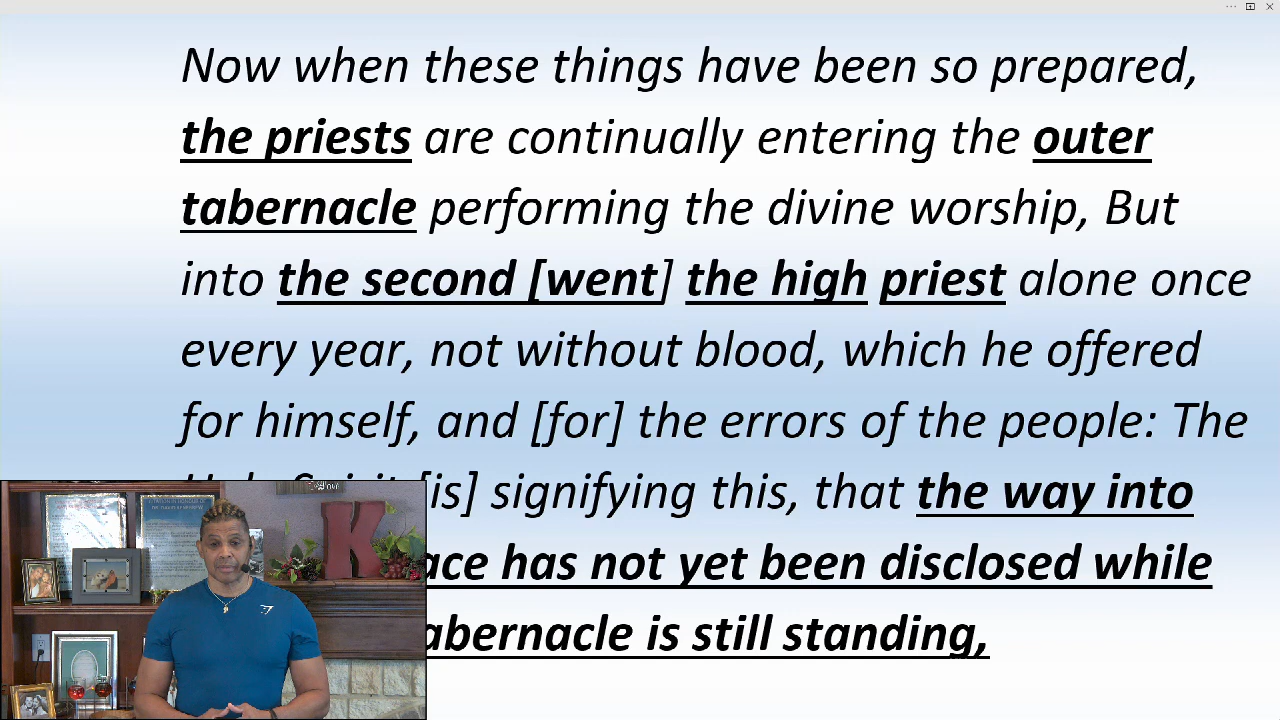 Now when these things have been so prepared,
the priests are continually entering the outer
tabernacle performing the divine worship, But
into the second [went] the high priest alone once
every year, not without blood, which he offered
for himself, and [for] the errors of the people: The
Holy Spirit [is] signifying this, that the way into
has not yet been disclosed while
is still standing,
K